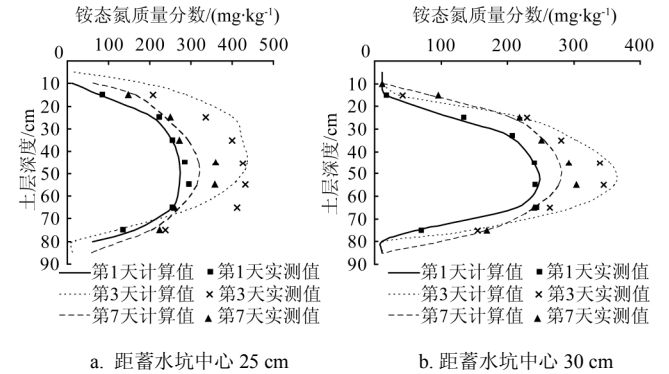 铵态氮质量分数/(mg·kg-1)
0 100 200 300 400 500
10
20
30
40
50
60
70
80
90
土层深度/cm
第1天计算值 第1天实测值
第3天计算值 第3天实测值
第7天计算值 第7天实测值
a. 距蓄水坑中心 25 cm
铵态氮质量分数/(mg·kg-1)
0 100 200 300 400
0
10
20
30
40
50
60
70
80
90
土层深度/cm
第1天计算值 第1天实测值
第3天计算值 第3天实测值
第7天计算值 第7天实测值
b. 距蓄水坑中心 30 cm